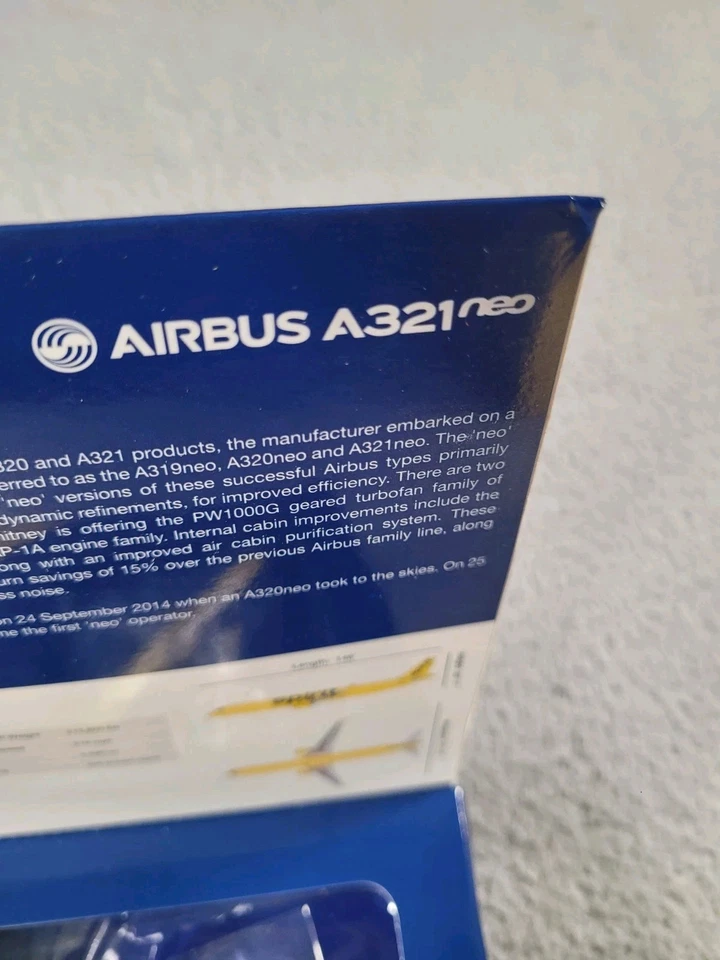 AIRBUS A321neo
320 and A321 products, the manufacturer embarked on a
erred to as the A319neo, A320neo and A321neo. The 'neo'
'neo' versions of these successful Airbus types primarily
dynamic refinements, for improved efficiency. There are two
hitney is offering the PW1000G geared turbofan family of
P-1A engine family. Internal cabin improvements include the
ong with an improved air cabin purification system. These
urn savings of 15% over the previous Airbus family line, along
ss noise.
on 24 September 2014 when an A320neo took to the skies. On 25
me the first 'neo' operator.
Length: